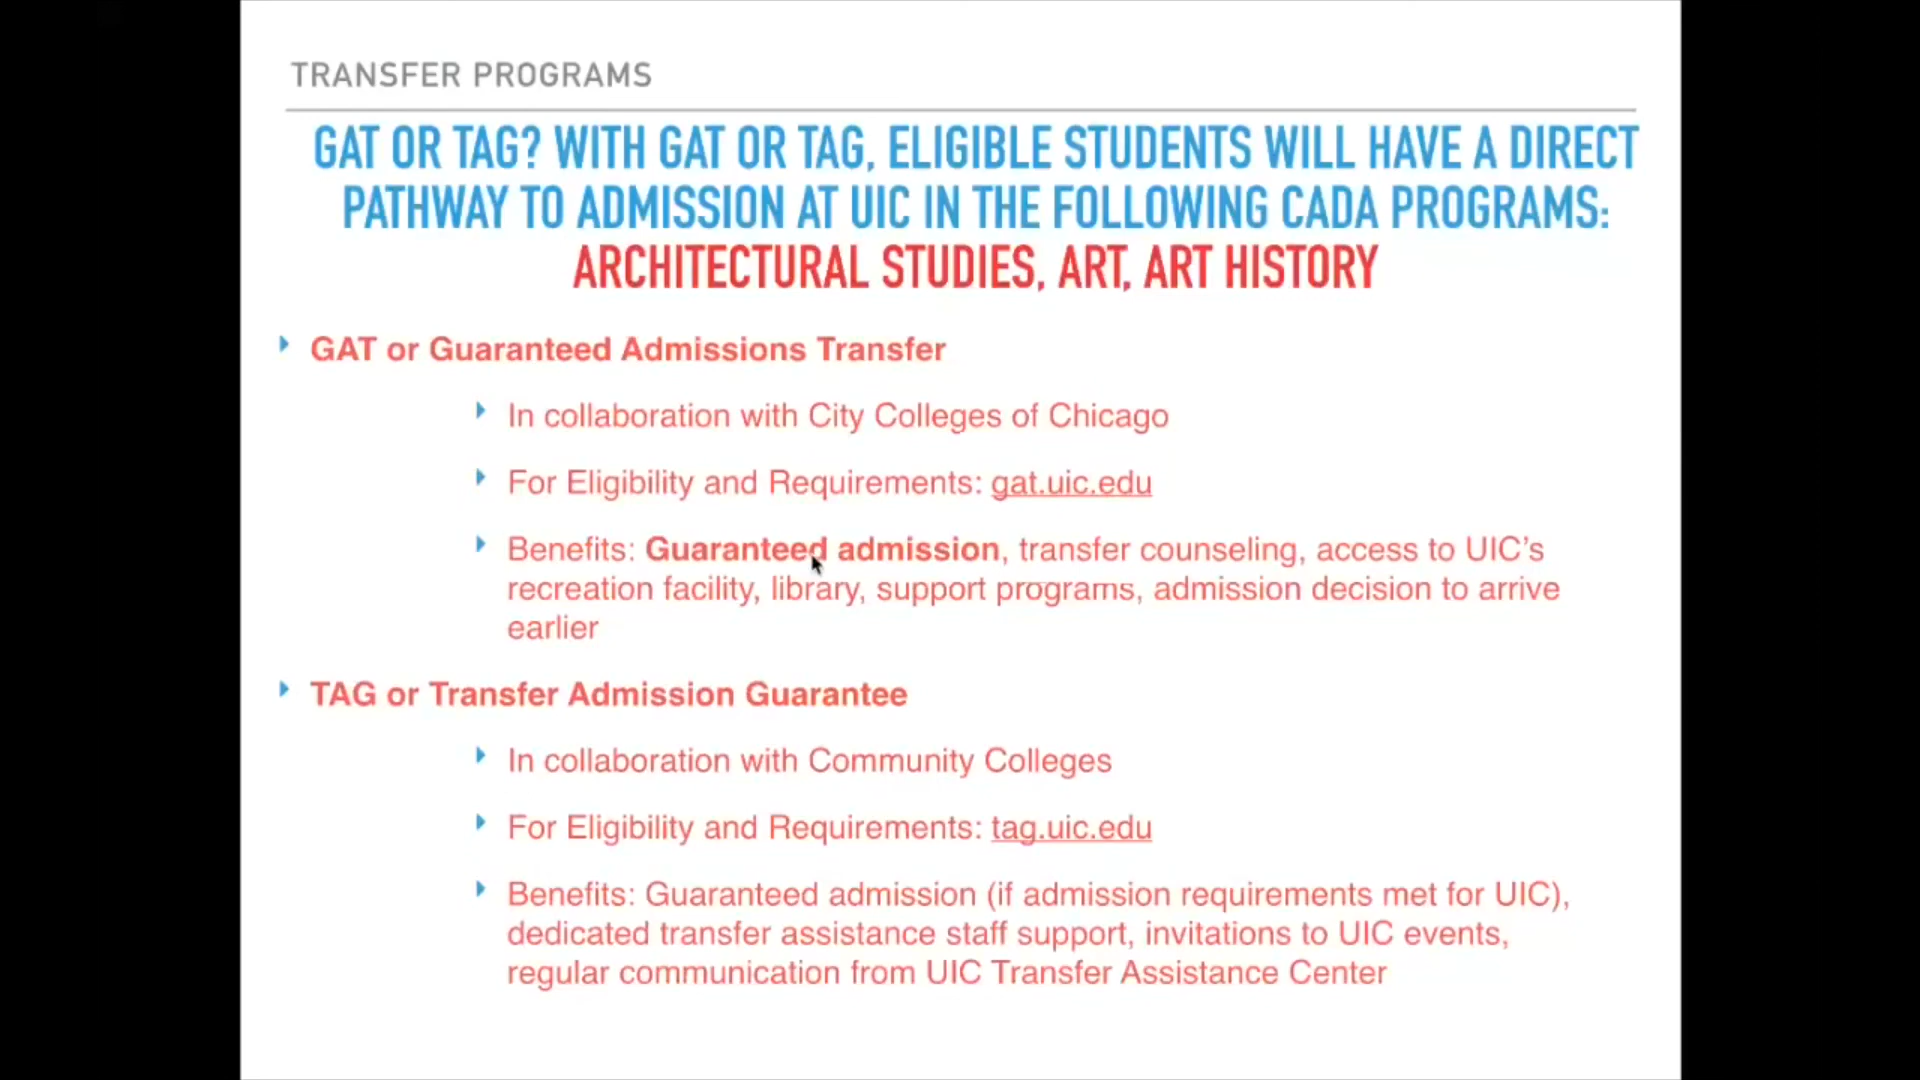 TRANSFER PROGRAMS
GAT OR TAG? WITH GAT OR TAG, ELIGIBLE STUDENTS WILL HAVE A DIRECT
PATHWAY TO ADMISSION AT UIC IN THE FOLLOWING CADA PROGRAMS:
ARCHITECTURAL STUDIES, ART, ART HISTORY
GAT or Guaranteed Admissions Transfer
In collaboration with City Colleges of Chicago
For Eligibility and Requirements: gat.uic.edu
Benefits: Guaranteed admission, transfer counseling, access to UIC’s
recreation facility, library, support programs, admission decision to arrive
earlier
TAG or Transfer Admission Guarantee
In collaboration with Community Colleges
For Eligibility and Requirements: tag.uic.edu
Benefits: Guaranteed admission (if admission requirements met for UIC),
dedicated transfer assistance staff support, invitations to UIC events,
regular communication from UIC Transfer Assistance Center